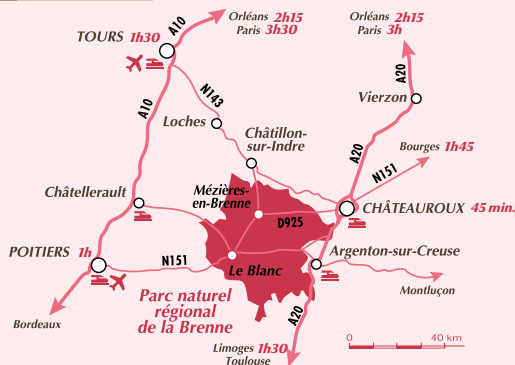 Orléans 2h15
Paris 3h30
Orléans 2h15
Paris 3h
A10
TOURS 1h30
A20
N143
Vierzon
A10
Loches
Châtillon-
sur-Indre
A20
Bourges 1h45
N151
Châtellerault
Mézières-
en-Brenne
CHÂTEAUROUX 45 min.
D925
POITIERS 1h
N151
Le Blanc
Argenton-sur-Creuse
Parc naturel
régional
de la Brenne
Montluçon
A20
Bordeaux
0 40 km
Limoges 1h30
Toulouse